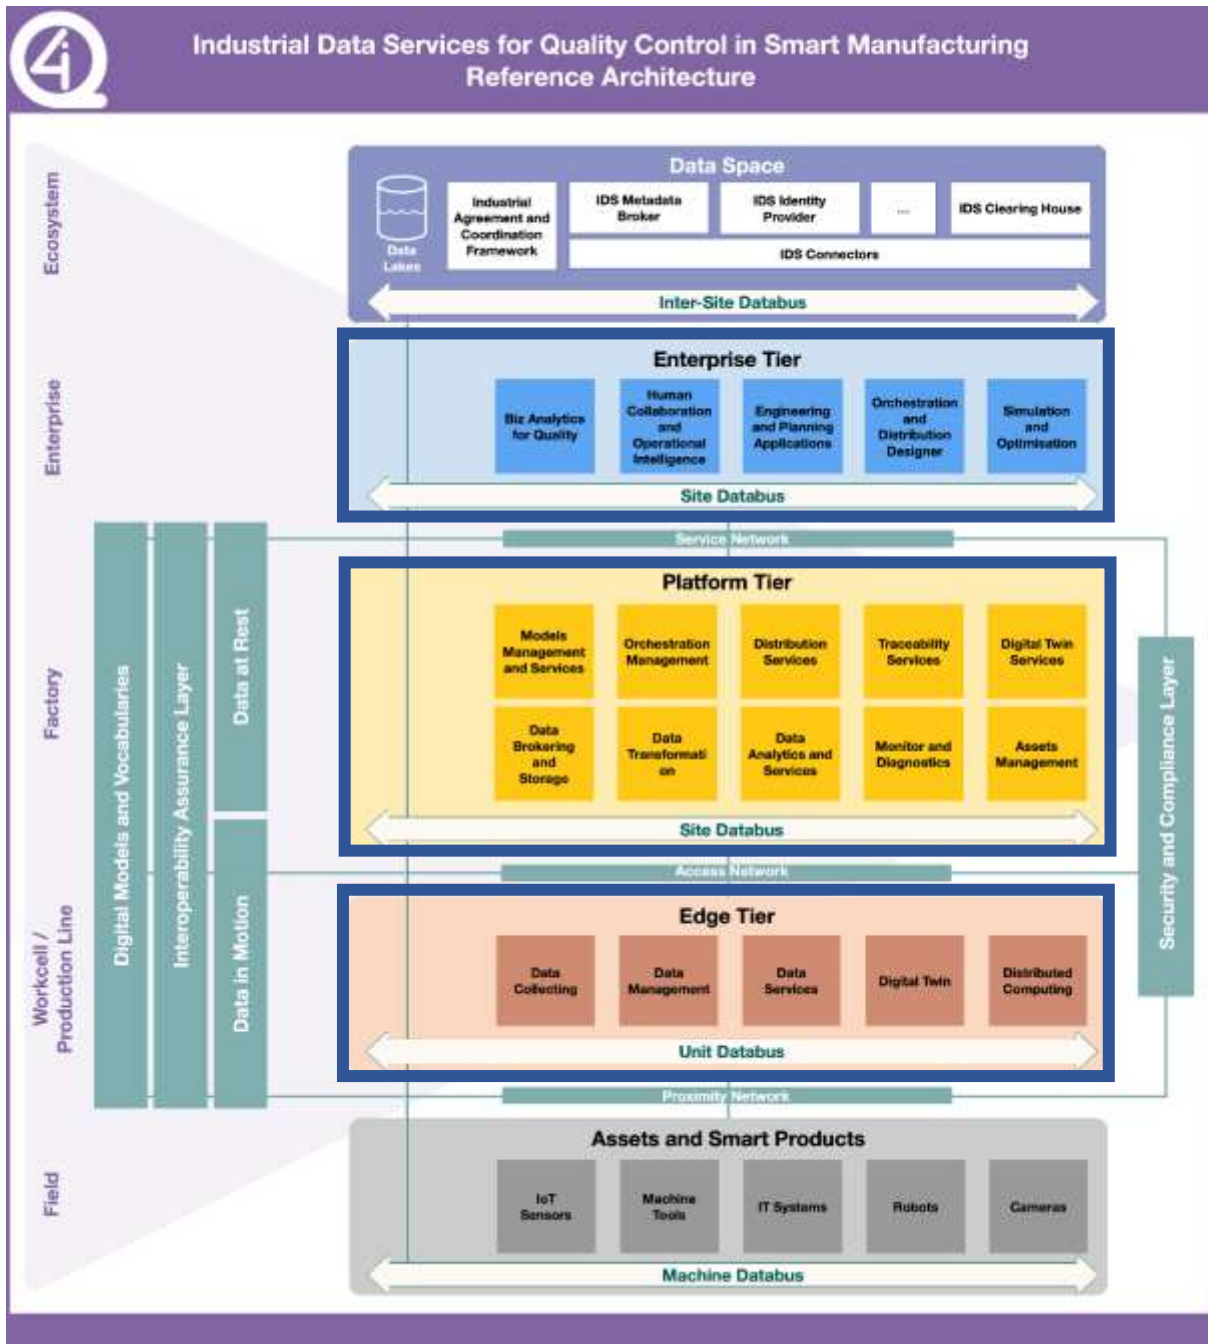 4i
Industrial Data Services for Quality Control in Smart Manufacturing
Reference Architecture
Ecosystem
Data Space
Data
Lakes
Industrial
Agreement and
Coordination
Framework
IDS Metadata
Broker
IDS Identity
Provider
...
IDS Clearing House
IDS Connectors
Inter-Site Databus
Enterprise
Enterprise Tier
Biz Analytics
for Quality
Human
Collaboration
and
Operational
Intelligence
Engineering
and Planning
Applications
Orchestration
and
Distribution
Designer
Simulation
and
Optimisation
Site Databus
Service Network
Digital Models and Vocabularies
Interoperability Assurance Layer
Data at Rest
Data in Motion
Factory
Platform Tier
Models
Management
and Services
Orchestration
Management
Distribution
Services
Traceability
Services
Digital Twin
Services
Data
Brokering
and
Storage
Data
Transformati
on
Data
Analytics and
Services
Monitor and
Diagnostics
Assets
Management
Site Databus
Access Network
Security and Compliance Layer
Workcell /
Production Line
Edge Tier
Data
Collecting
Data
Management
Data
Services
Digital Twin
Distributed
Computing
Unit Databus
Proximity Network
Field
Assets and Smart Products
IoT
Sensors
Machine
Tools
IT Systems
Robots
Cameras
Machine Databus